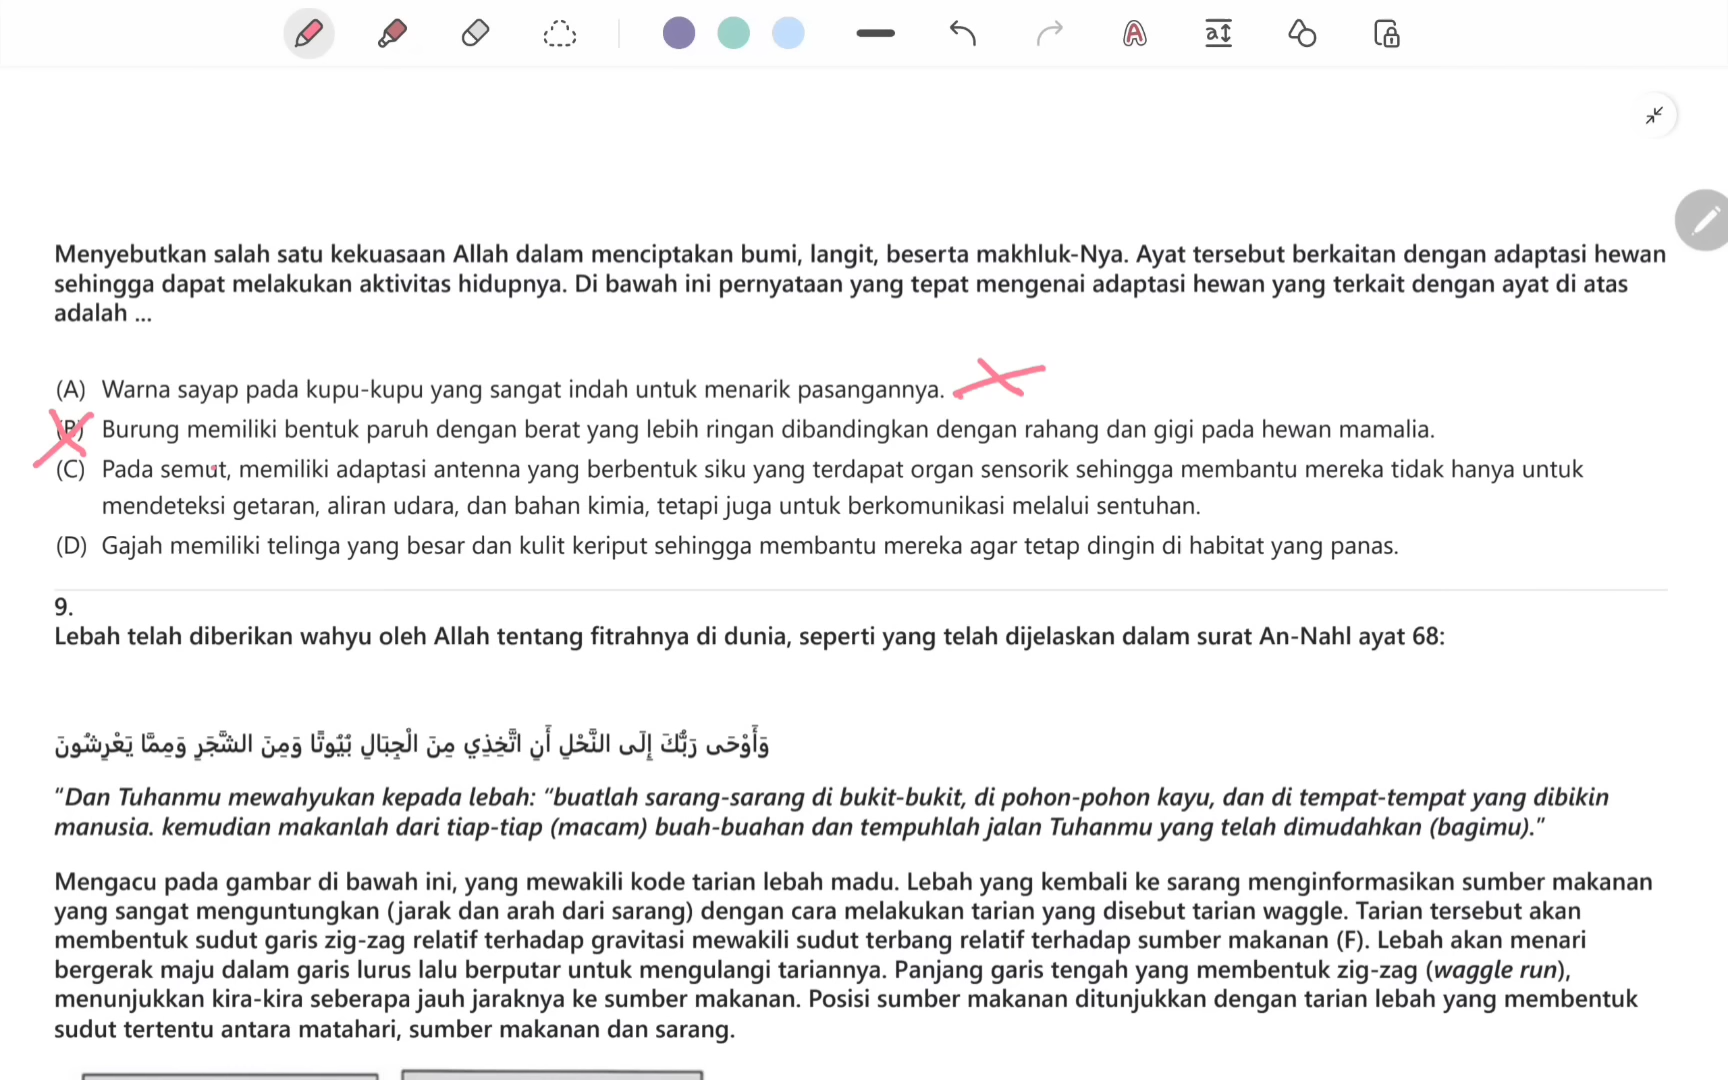 Menyebutkan salah satu kekuasaan Allah dalam menciptakan bumi, langit, beserta makhluk-Nya. Ayat tersebut berkaitan dengan adaptasi hewan
sehingga dapat melakukan aktivitas hidupnya. Di bawah ini pernyataan yang tepat mengenai adaptasi hewan yang terkait dengan ayat di atas
adalah ...
(A) Warna sayap pada kupu-kupu yang sangat indah untuk menarik pasangannya.
(B) Burung memiliki bentuk paruh dengan berat yang lebih ringan dibandingkan dengan rahang dan gigi pada hewan mamalia.
(C) Pada semut, memiliki adaptasi antenna yang berbentuk siku yang terdapat organ sensorik sehingga membantu mereka tidak hanya untuk
mendeteksi getaran, aliran udara, dan bahan kimia, tetapi juga untuk berkomunikasi melalui sentuhan.
(D) Gajah memiliki telinga yang besar dan kulit keriput sehingga membantu mereka agar tetap dingin di habitat yang panas.
9.
Lebah telah diberikan wahyu oleh Allah tentang fitrahnya di dunia, seperti yang telah dijelaskan dalam surat An-Nahl ayat 68:
وَأَوْحَى رَبُّكَ إِلَى النَّحْلِ أَنِ اتَّخِذِي مِنَ الْجِبَالِ بُيُوتًا وَمِنَ الشَّجَرِ وَمِمَّا يَعْرِشُونَ
“Dan Tuhanmu mewahyukan kepada lebah: “buatlah sarang-sarang di bukit-bukit, di pohon-pohon kayu, dan di tempat-tempat yang dibikin
manusia. kemudian makanlah dari tiap-tiap (macam) buah-buahan dan tempuhlah jalan Tuhanmu yang telah dimudahkan (bagimu).”
Mengacu pada gambar di bawah ini, yang mewakili kode tarian lebah madu. Lebah yang kembali ke sarang menginformasikan sumber makanan
yang sangat menguntungkan (jarak dan arah dari sarang) dengan cara melakukan tarian yang disebut tarian waggle. Tarian tersebut akan
membentuk sudut garis zig-zag relatif terhadap gravitasi mewakili sudut terbang relatif terhadap sumber makanan (F). Lebah akan menari
bergerak maju dalam garis lurus lalu berputar untuk mengulangi tariannya. Panjang garis tengah yang membentuk zig-zag (waggle run),
menunjukkan kira-kira seberapa jauh jaraknya ke sumber makanan. Posisi sumber makanan ditunjukkan dengan tarian lebah yang membentuk
sudut tertentu antara matahari, sumber makanan dan sarang.